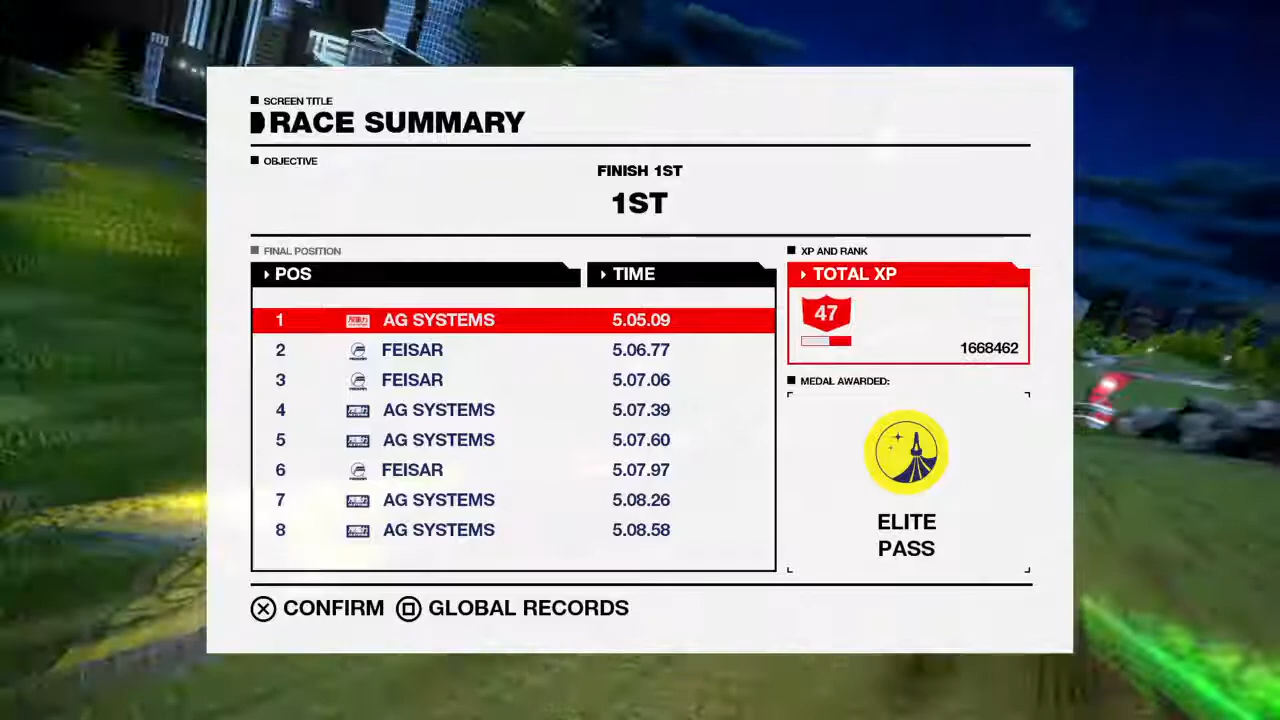 SCREEN TITLE
RACE SUMMARY
OBJECTIVE
FINISH 1ST
1ST
FINAL POSITION
POS TIME
1 AG SYSTEMS 5.05.09
2 FEISAR 5.06.77
3 FEISAR 5.07.06
4 AG SYSTEMS 5.07.39
5 AG SYSTEMS 5.07.60
6 FEISAR 5.07.97
7 AG SYSTEMS 5.08.26
8 AG SYSTEMS 5.08.58
XP AND RANK
TOTAL XP
47
1668462
MEDAL AWARDED:
ELITE
PASS
CONFIRM GLOBAL RECORDS